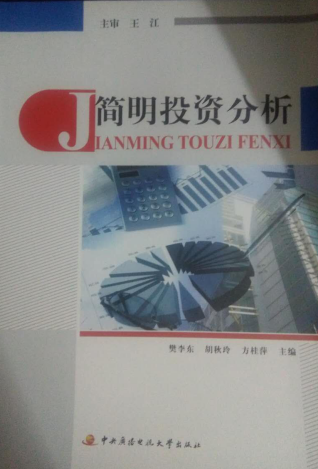 主审 王江
简明投资分析
JIANMING TOUZI FENXI
樊李东 胡秋玲 方桂萍 主编
中央广播电视大学出版社